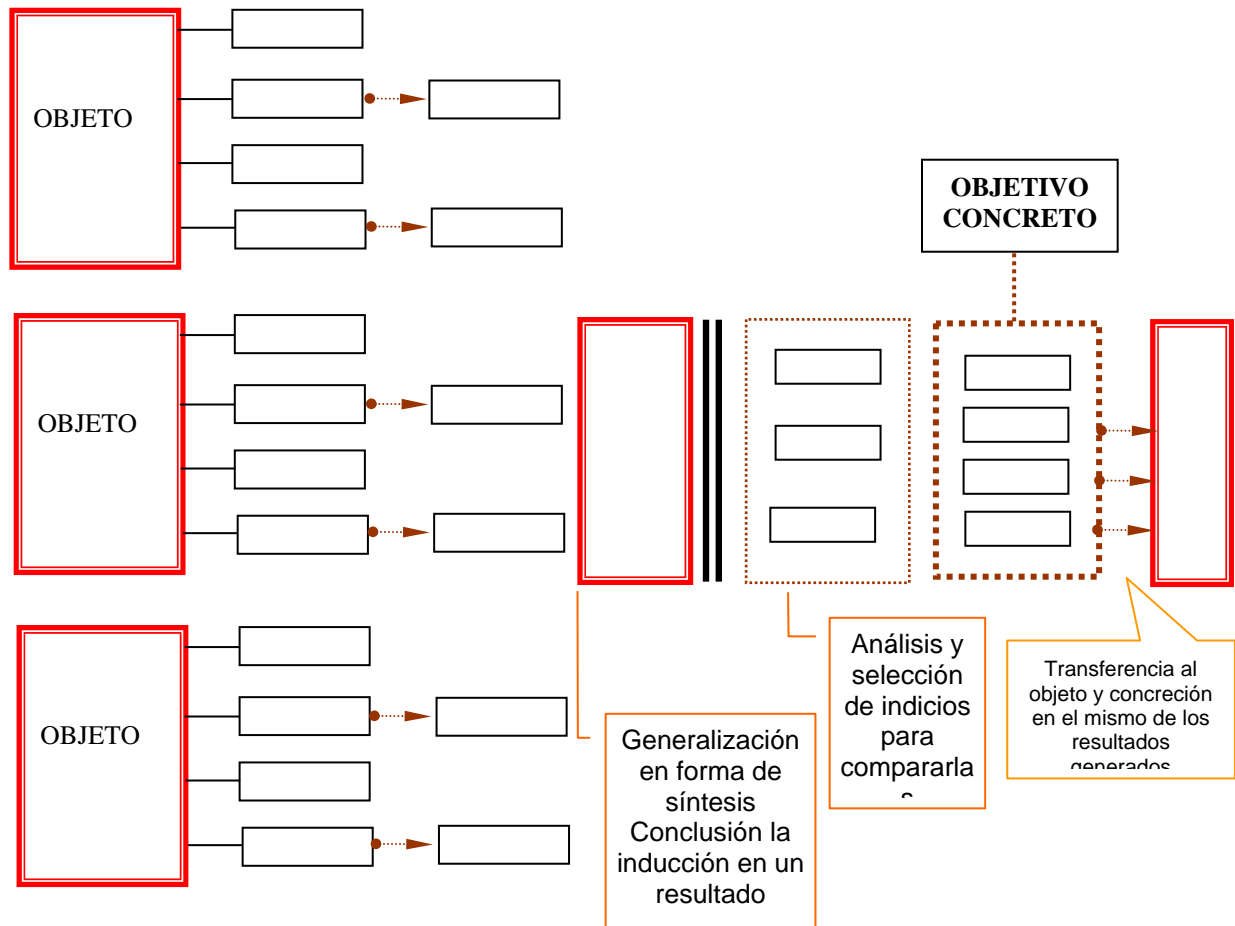 OBJETO
OBJETIVO
CONCRETO
OBJETO
OBJETO
Generalización
en forma de
síntesis
Conclusión la
inducción en un
resultado
Análisis y
selección
de indicios
para
compararla
s
Transferencia al
objeto y concreción
en el mismo de los
resultados
generados